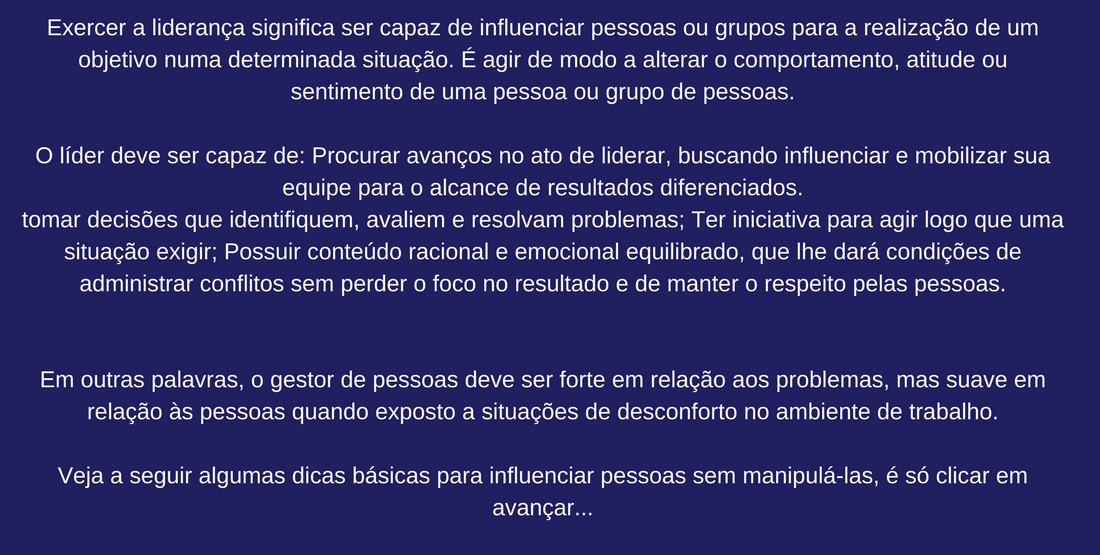 Exercer a liderança significa ser capaz de influenciar pessoas ou grupos para a realização de um
objetivo numa determinada situação. É agir de modo a alterar o comportamento, atitude ou
sentimento de uma pessoa ou grupo de pessoas.
O líder deve ser capaz de: Procurar avanços no ato de liderar, buscando influenciar e mobilizar sua
equipe para o alcance de resultados diferenciados.
tomar decisões que identifiquem, avaliem e resolvam problemas; Ter iniciativa para agir logo que uma
situação exigir; Possuir conteúdo racional e emocional equilibrado, que lhe dará condições de
administrar conflitos sem perder o foco no resultado e de manter o respeito pelas pessoas.
Em outras palavras, o gestor de pessoas deve ser forte em relação aos problemas, mas suave em
relação às pessoas quando exposto a situações de desconforto no ambiente de trabalho.
Veja a seguir algumas dicas básicas para influenciar pessoas sem manipulá-las, é só clicar em
avançar...